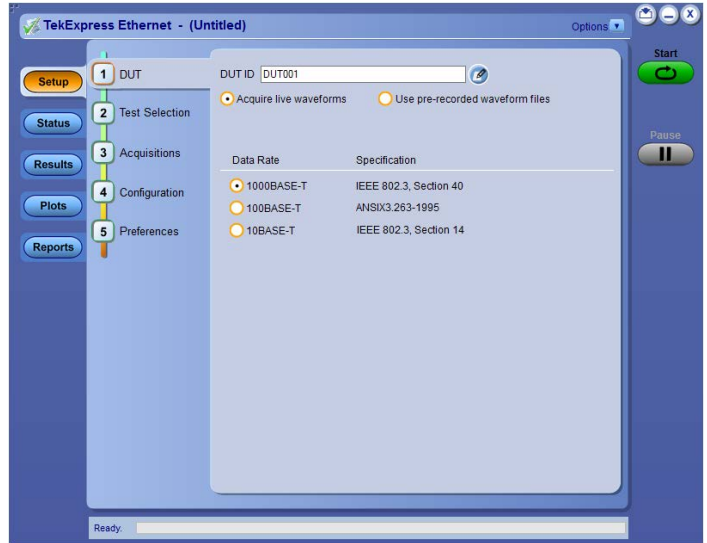 TekExpress Ethernet - (Untitled)
Options
Start
Pause
Setup
Status
Results
Plots
Reports
1 DUT
2 Test Selection
3 Acquisitions
4 Configuration
5 Preferences
DUT ID DUT001
Acquire live waveforms Use pre-recorded waveform files
Data Rate Specification
1000BASE-T IEEE 802.3, Section 40
100BASE-T ANSIX3.263-1995
10BASE-T IEEE 802.3, Section 14
Ready.